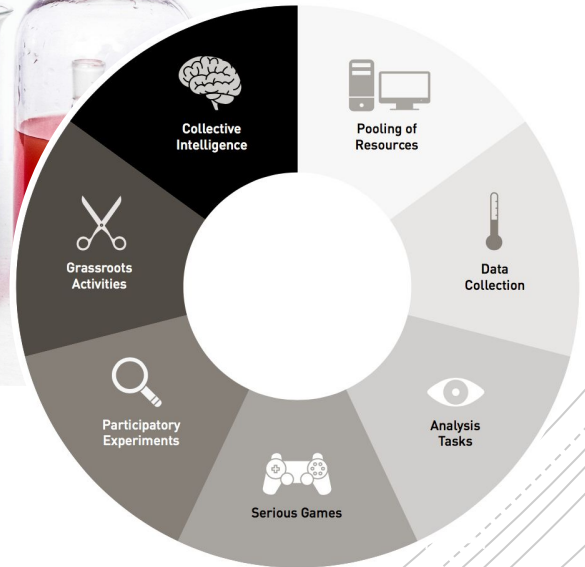 Collective
Intelligence
Pooling of
Resources
Grassroots
Activities
Data
Collection
Participatory
Experiments
Analysis
Tasks
Serious Games